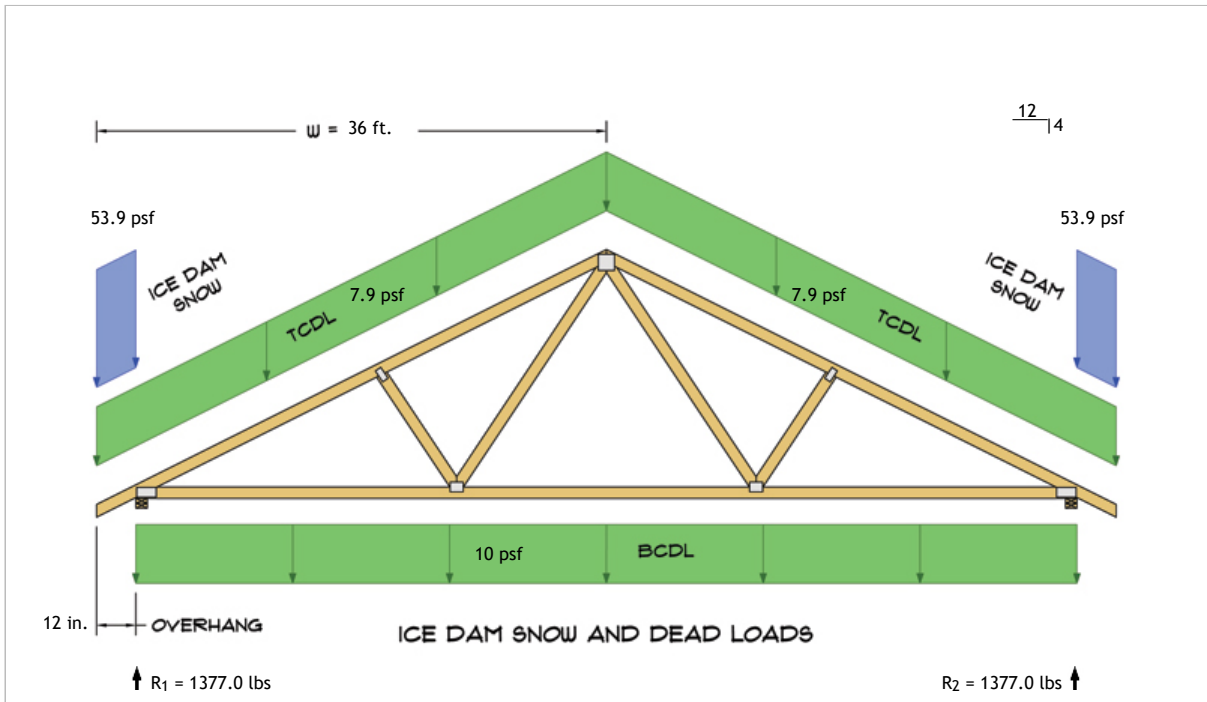 W = 36 ft.
12
4
53.9 psf
53.9 psf
ICE DAM
SNOW
ICE DAM
SNOW
7.9 psf
7.9 psf
TCDL
TCDL
10 psf
BCDL
12 in.
OVERHANG
ICE DAM SNOW AND DEAD LOADS
R1 = 1377.0 lbs
R2 = 1377.0 lbs